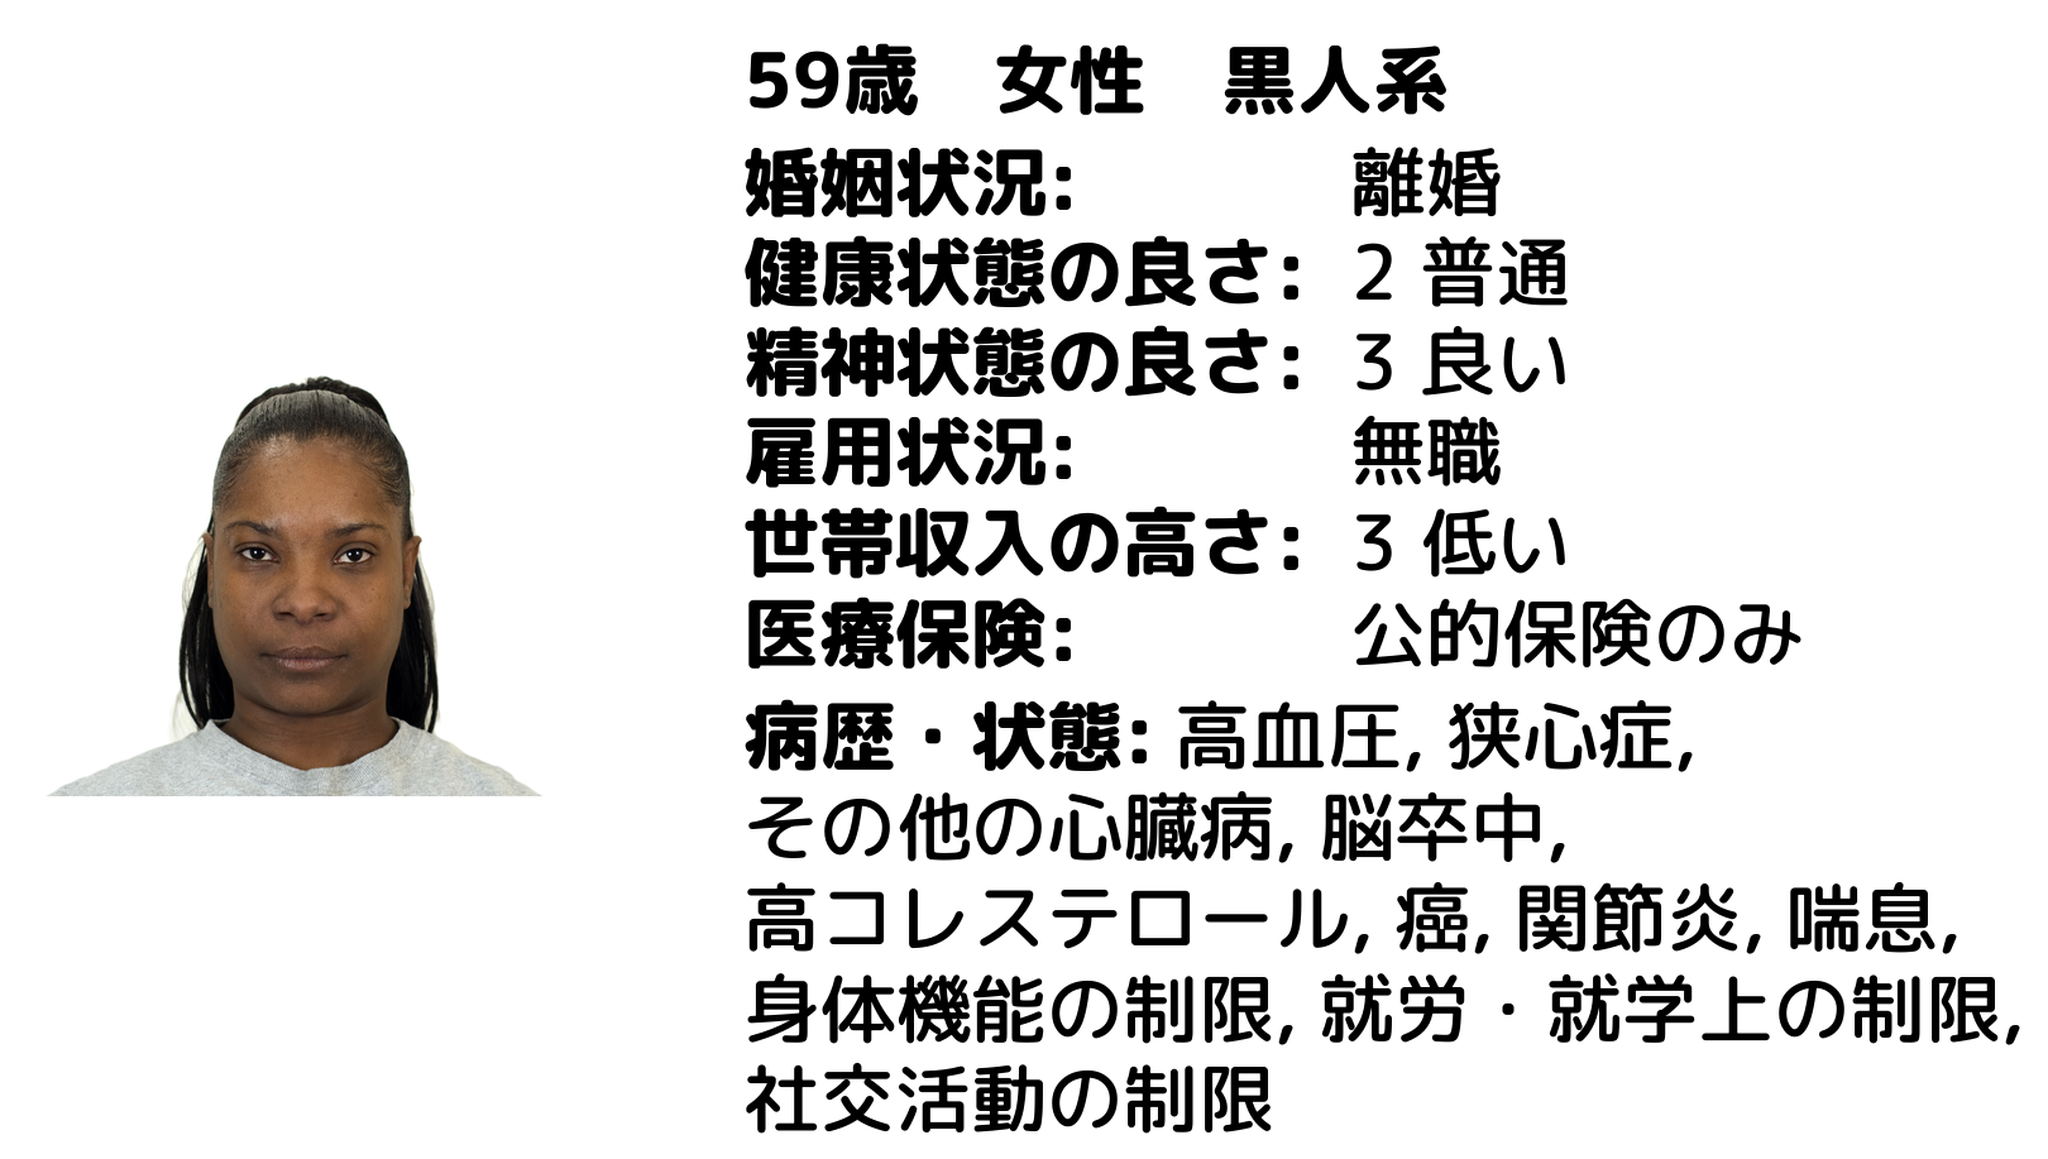 59歳　女性　黒人系
婚姻状況: 離婚
健康状態の良さ: 2 普通
精神状態の良さ: 3 良い
雇用状況: 無職
世帯収入の高さ: 3 低い
医療保険: 公的保険のみ
病歴・状態: 高血圧, 狭心症,
その他の心臓病, 脳卒中,
高コレステロール, 癌, 関節炎, 喘息,
身体機能の制限, 就労・就学上の制限,
社交活動の制限